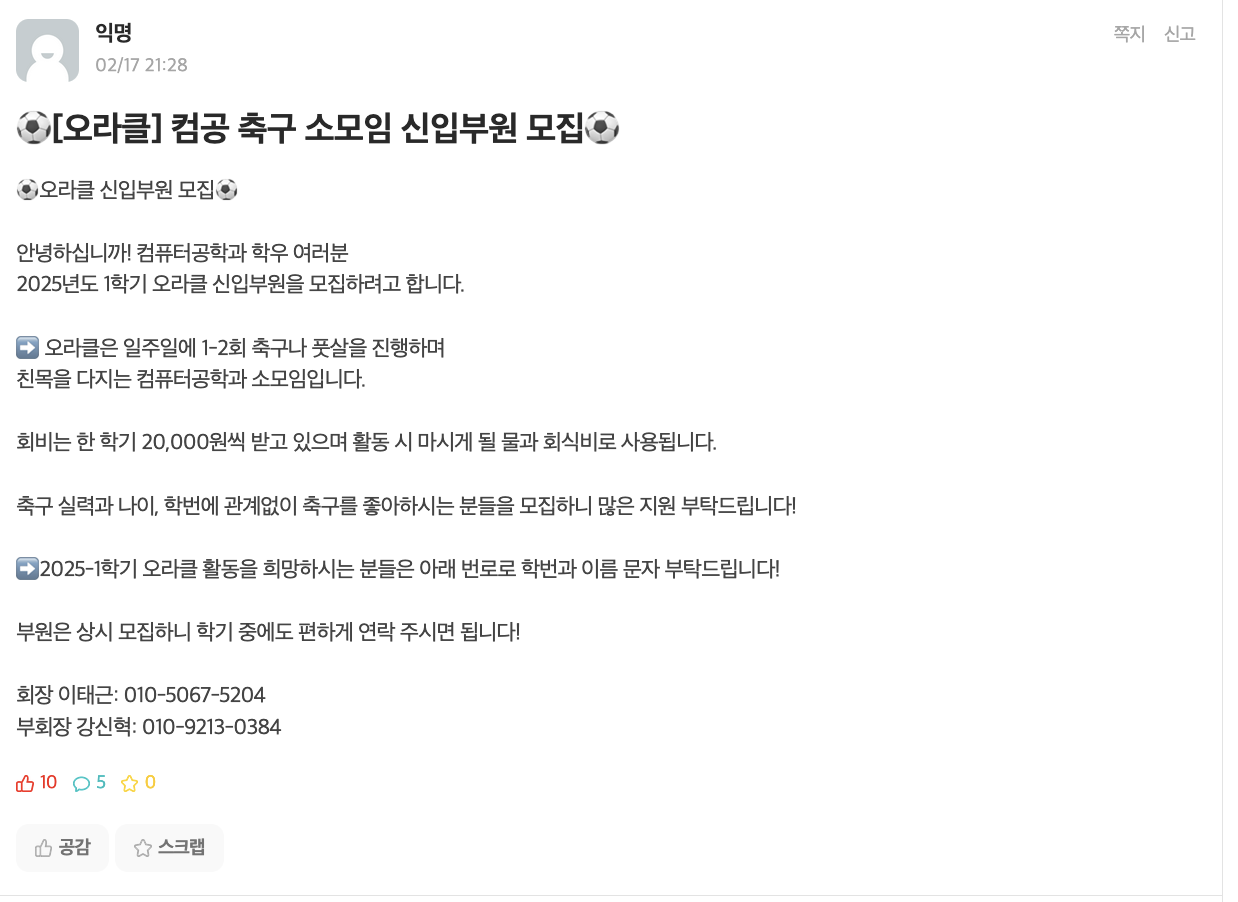 익명
쪽지 신고
02/17 21:28
⚽[오라클] 컴공 축구 소모임 신입부원 모집⚽
⚽오라클 신입부원 모집⚽
안녕하십니까! 컴퓨터공학과 학우 여러분
2025년도 1학기 오라클 신입부원을 모집하려고 합니다.
➡️ 오라클은 일주일에 1-2회 축구나 풋살을 진행하며
친목을 다지는 컴퓨터공학과 소모임입니다.
회비는 한 학기 20,000원씩 받고 있으며 활동 시 마시게 될 물과 회식비로 사용됩니다.
축구 실력과 나이, 학번에 관계없이 축구를 좋아하시는 분들을 모집하니 많은 지원 부탁드립니다!
➡️2025-1학기 오라클 활동을 희망하시는 분들은 아래 번로로 학번과 이름 문자 부탁드립니다!
부원은 상시 모집하니 학기 중에도 편하게 연락 주시면 됩니다!
회장 이태근: 010-5067-5204
부회장 강신혁: 010-9213-0384
10 5 0
공감 스크랩